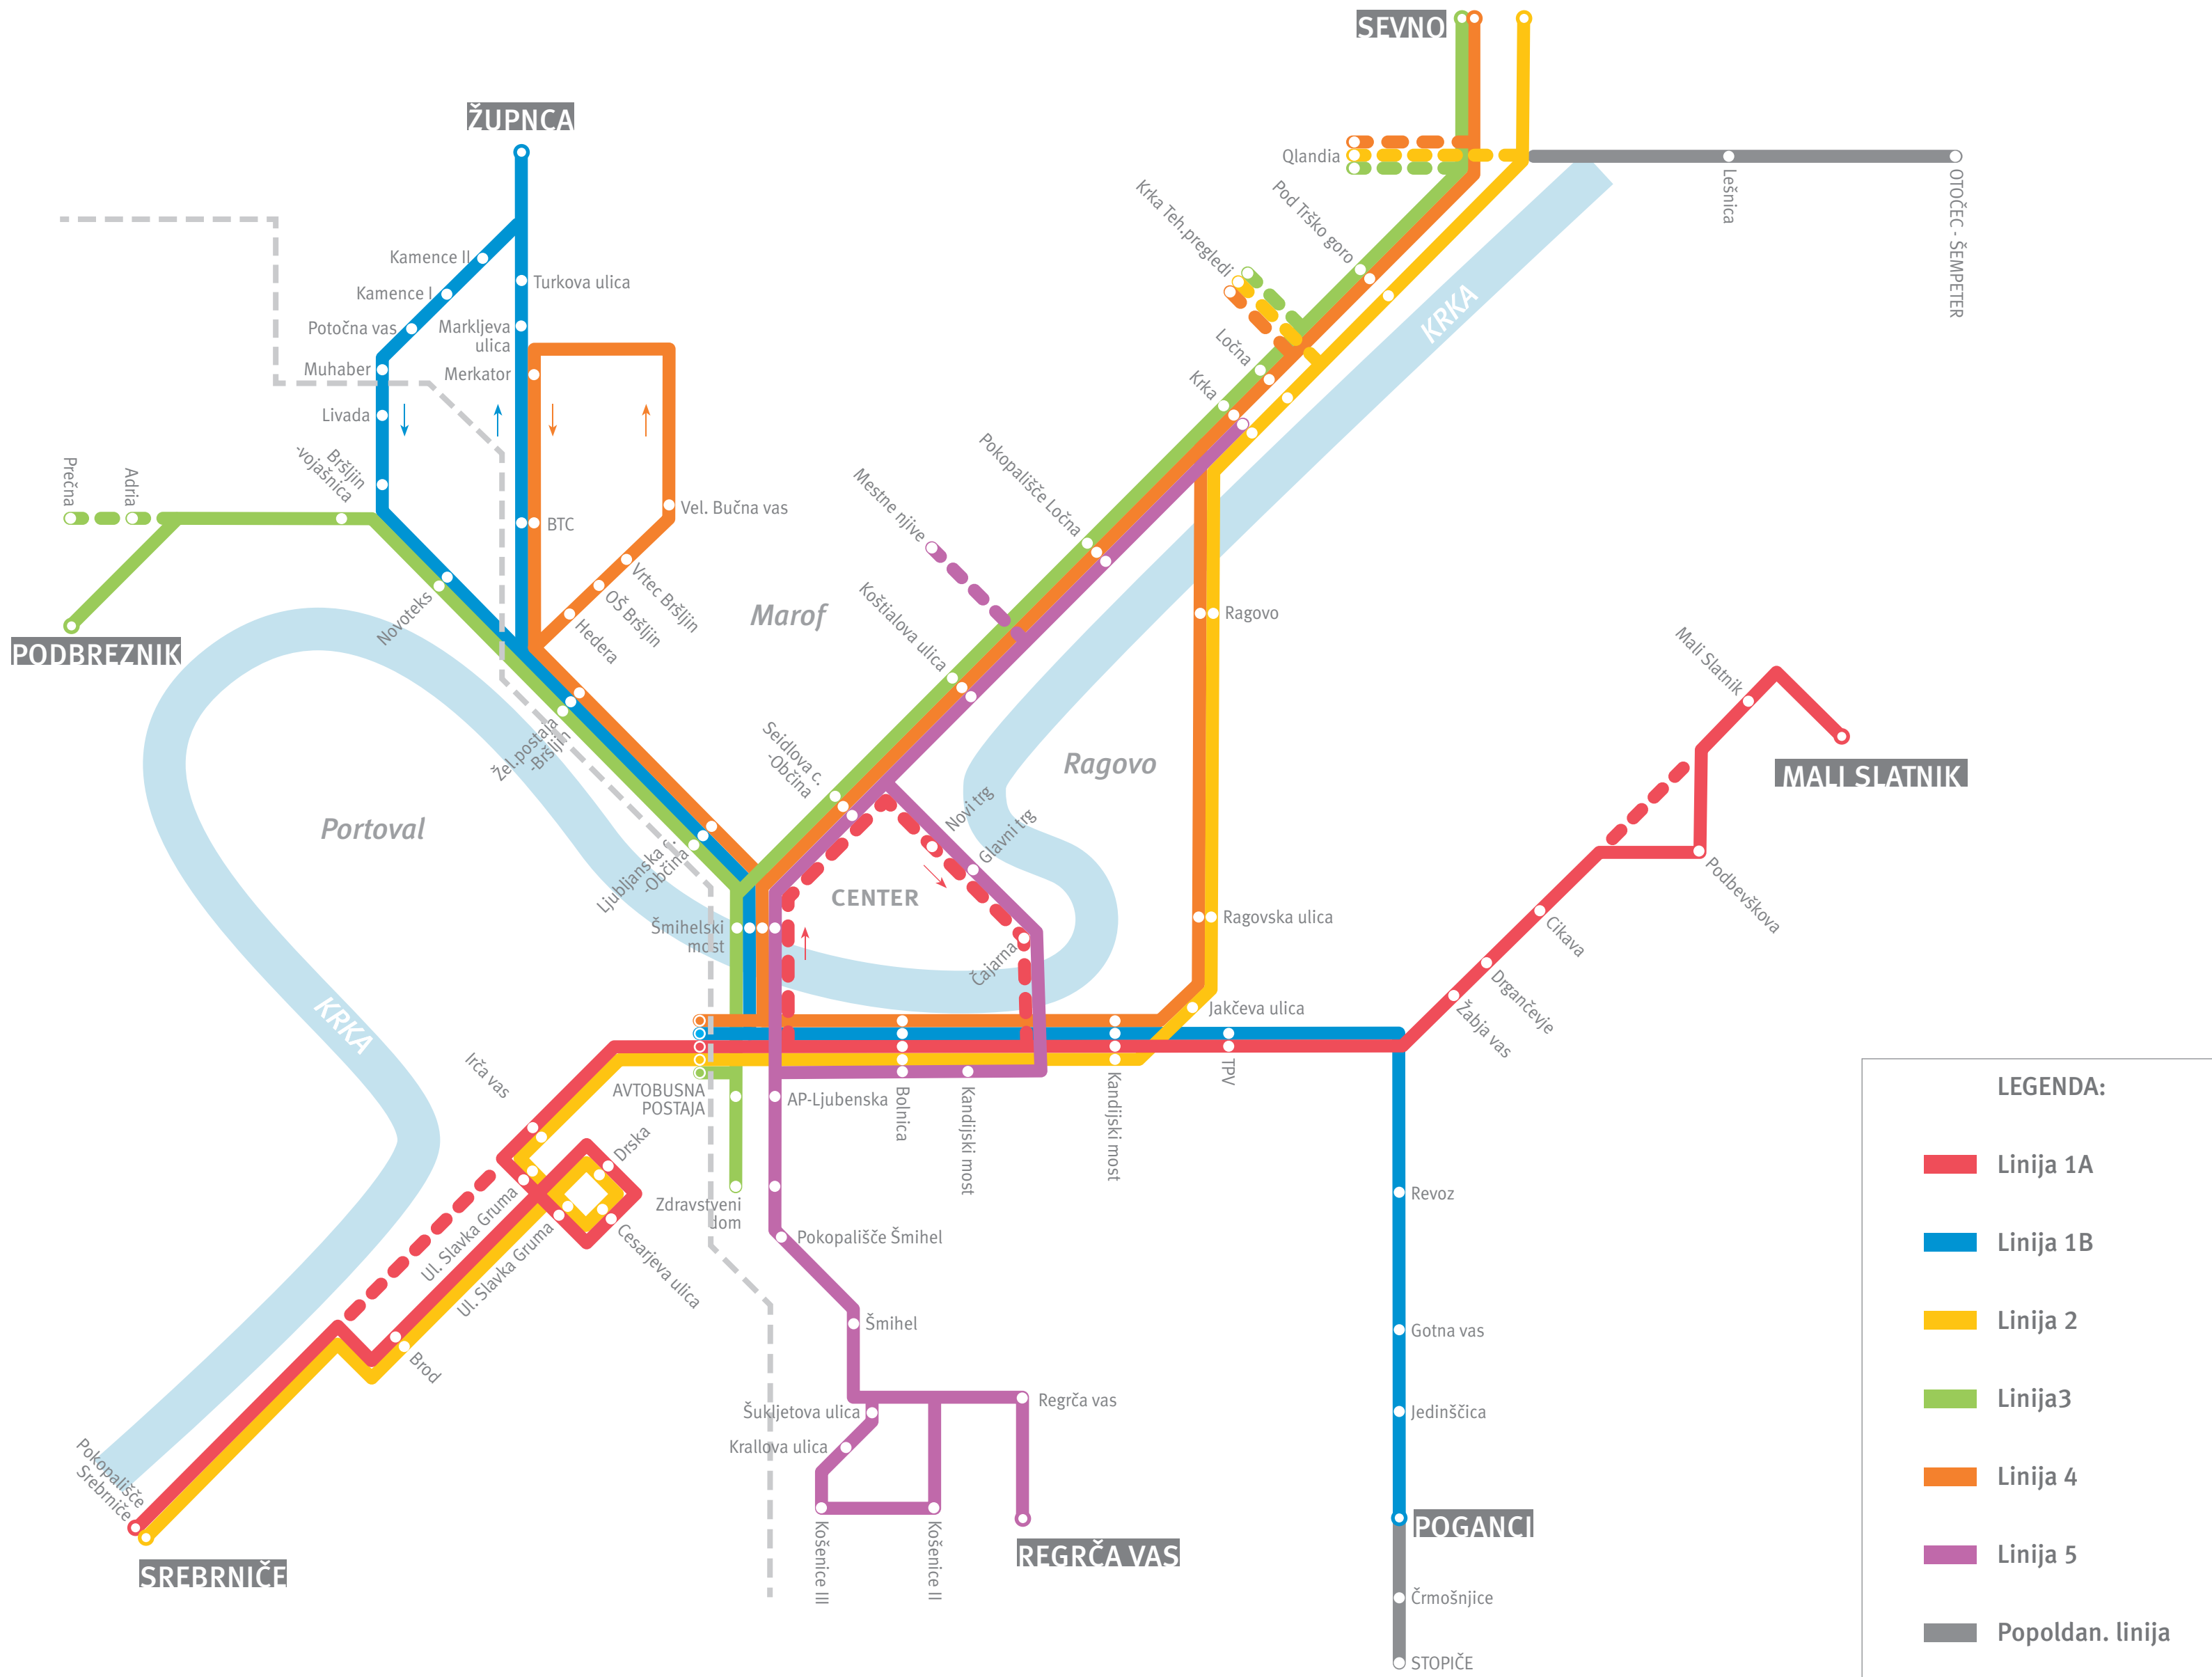 SEVNO
ŽUPNCA
Qlandia
Lešnica
OTOČEC - ŠEMPETER
Krka Teh.pregledi
Pod Trško goro
Kamence II
Turkova ulica
Kamence I
Potočna vas
Markljeva
ulica
KRKA
Ločna
Muhaber
Merkator
Krka
Livada
Pokopališče Ločna
Bršljin
-vojašnica
Prečna
Adria
Mestne njive
Vel. Bučna vas
BTC
Vrtec Bršljin
OŠ Bršljin
Hedera
Novoteks
Marof
Koštialova ulica
Ragovo
PODBREZNIK
Mali Slatnik
Žel.postaja
-Bršljin
Seidlova c.
-Občina
Ragovo
MALI SLATNIK
Portoval
Novi trg
Glavni trg
Ljubljanska c.
-Občina
CENTER
Podbevškova
Ragovska ulica
Cikava
Šmihelski
most
Čajarna
Drgančevje
KRKA
Jakčeva ulica
Žabja vas
Irča vas
AVTOBUSNA
POSTAJA
AP-Ljubenska
Bolnica
Kandijski most
Kandijski most
TPV
LEGENDA:
Drska
Linija 1A
Ul. Slavka Gruma
Ul. Slavka Gruma
Cesarjeva ulica
Zdravstveni
dom
Revoz
Pokopališče Šmihel
Linija 1B
Šmihel
Linija 2
Gotna vas
Brod
Linija3
Regrča vas
Šukljetova ulica
Jedinščica
Krallova ulica
Linija 4
Pokopališče
Srebrniče
Košenice III
Košenice II
POGANCI
REGRČA VAS
Linija 5
SREBRNIČE
Črmošnjice
Popoldan. linija
STOPIČE